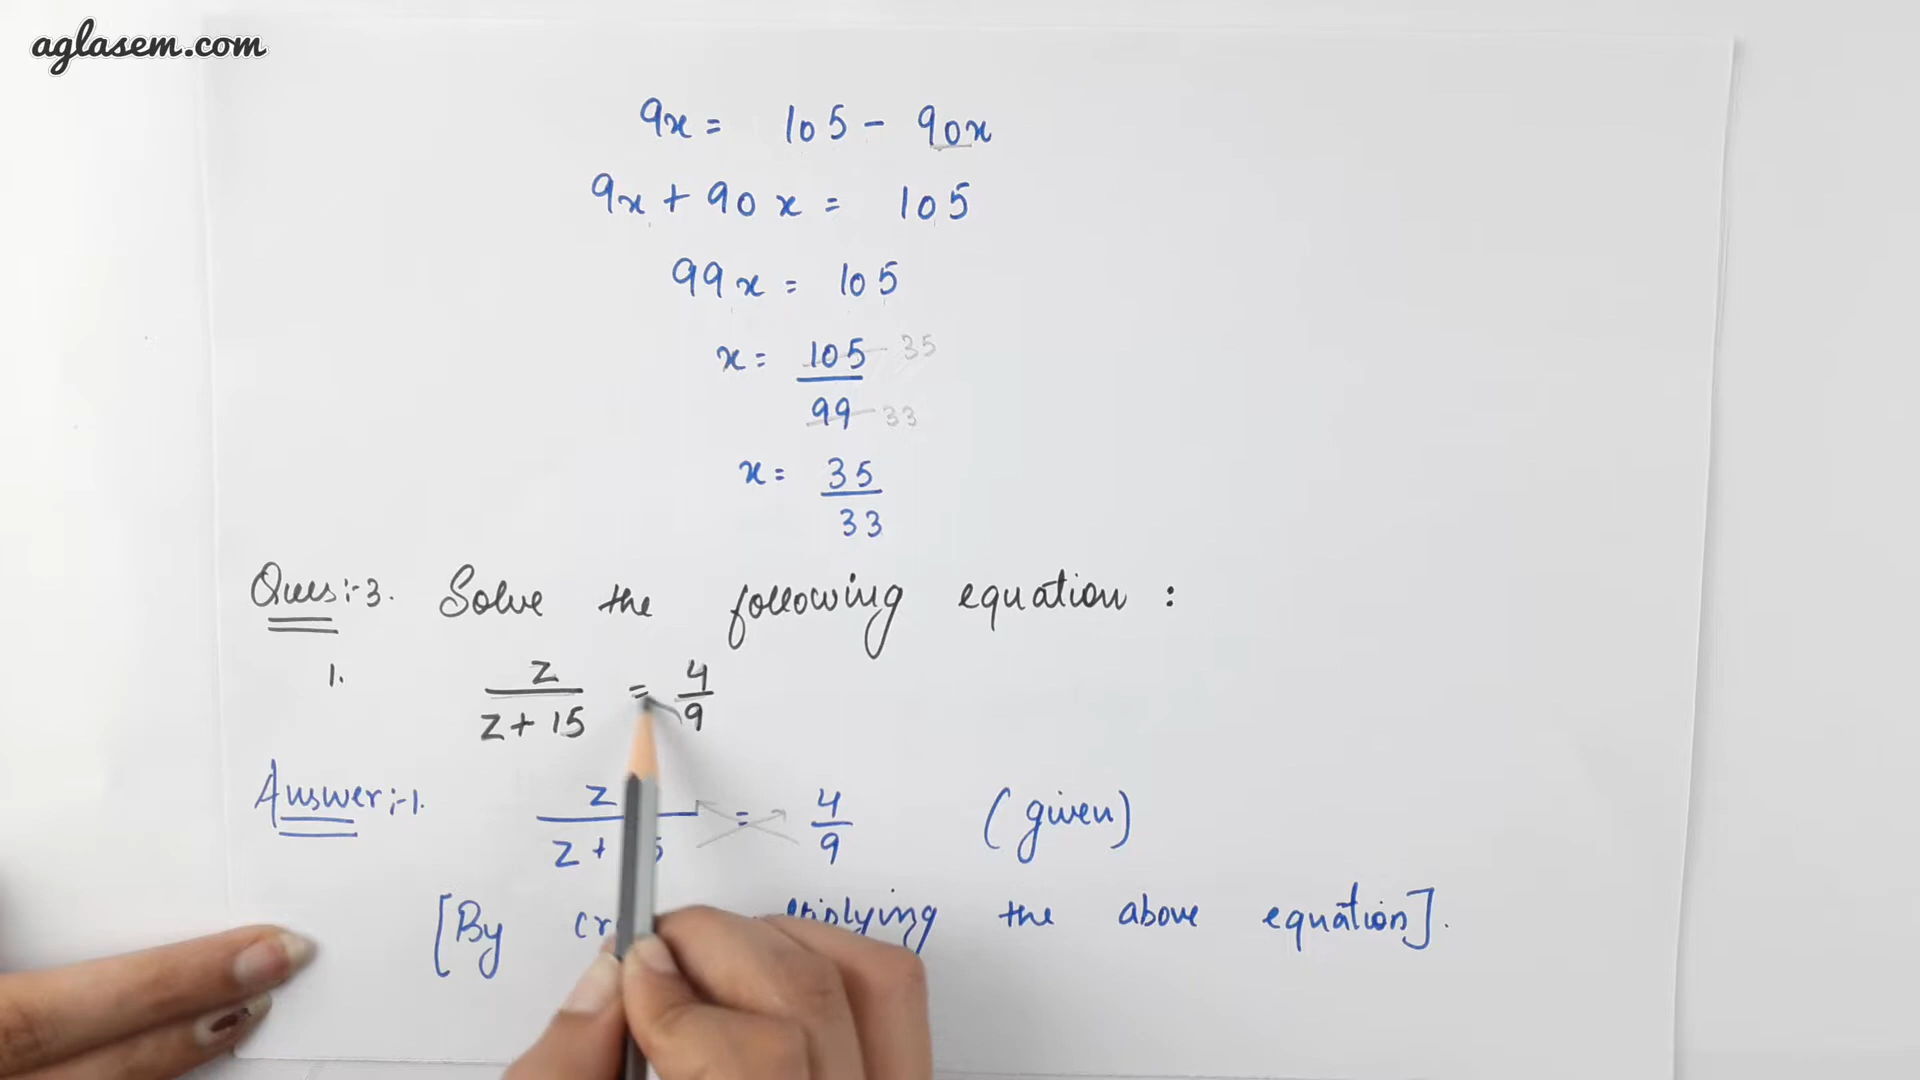 aglasem.com
9x = 105 - 90x
9x + 90x = 105
99x = 105
x = 105 35
99 33
x = 35
33
Ques:-3. Solve the following equation :
1. z = 4
z + 15 9
Answer:-1. z = 4 (given)
z + 5 9
[By the above equation].